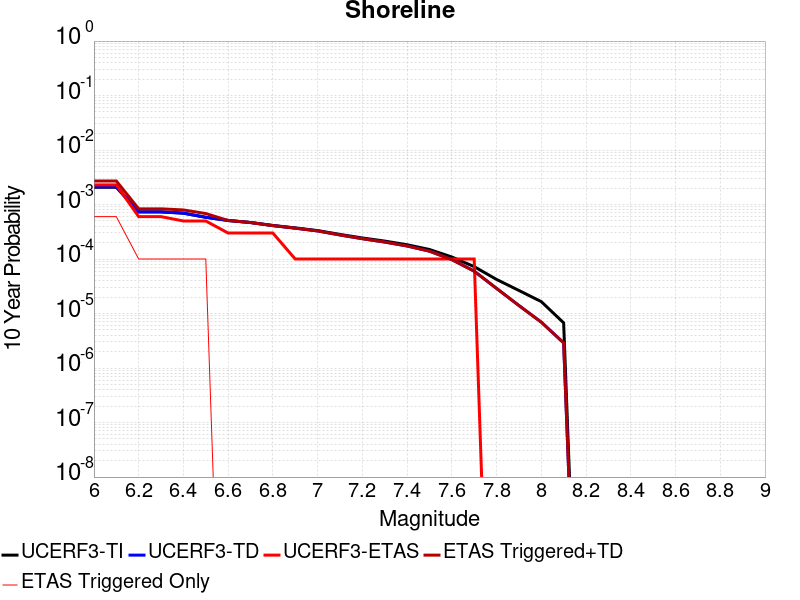 Shoreline
10^0
10^-1
10^-2
10^-3
10^-4
10^-5
10^-6
10^-7
10^-8
10 Year Probability
6 6.2 6.4 6.6 6.8 7 7.2 7.4 7.6 7.8 8 8.2 8.4 8.6 8.8 9
Magnitude
UCERF3-TI UCERF3-TD UCERF3-ETAS ETAS Triggered+TD
ETAS Triggered Only